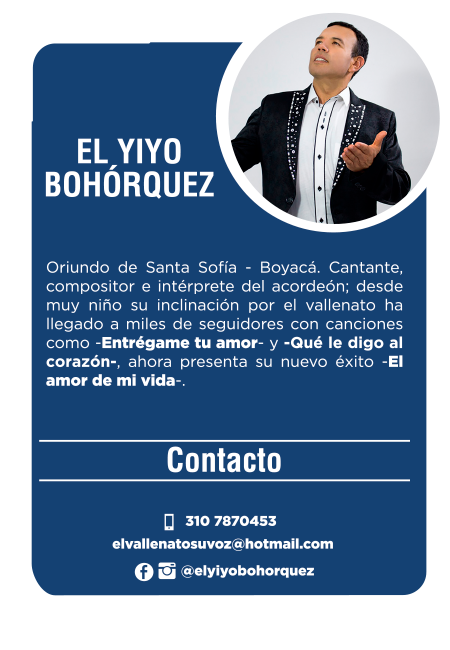 EL YIYO
BOHÓRQUEZ
Oriundo de Santa Sofía - Boyacá. Cantante,
compositor e intérprete del acordeón; desde
muy niño su inclinación por el vallenato ha
llegado a miles de seguidores con canciones
como -Entrégame tu amor- y -Qué le digo al
corazón-, ahora presenta su nuevo éxito -El
amor de mi vida-.
Contacto
310 7870453
elvallenatosuvoz@hotmail.com
@elyiyobohorquez